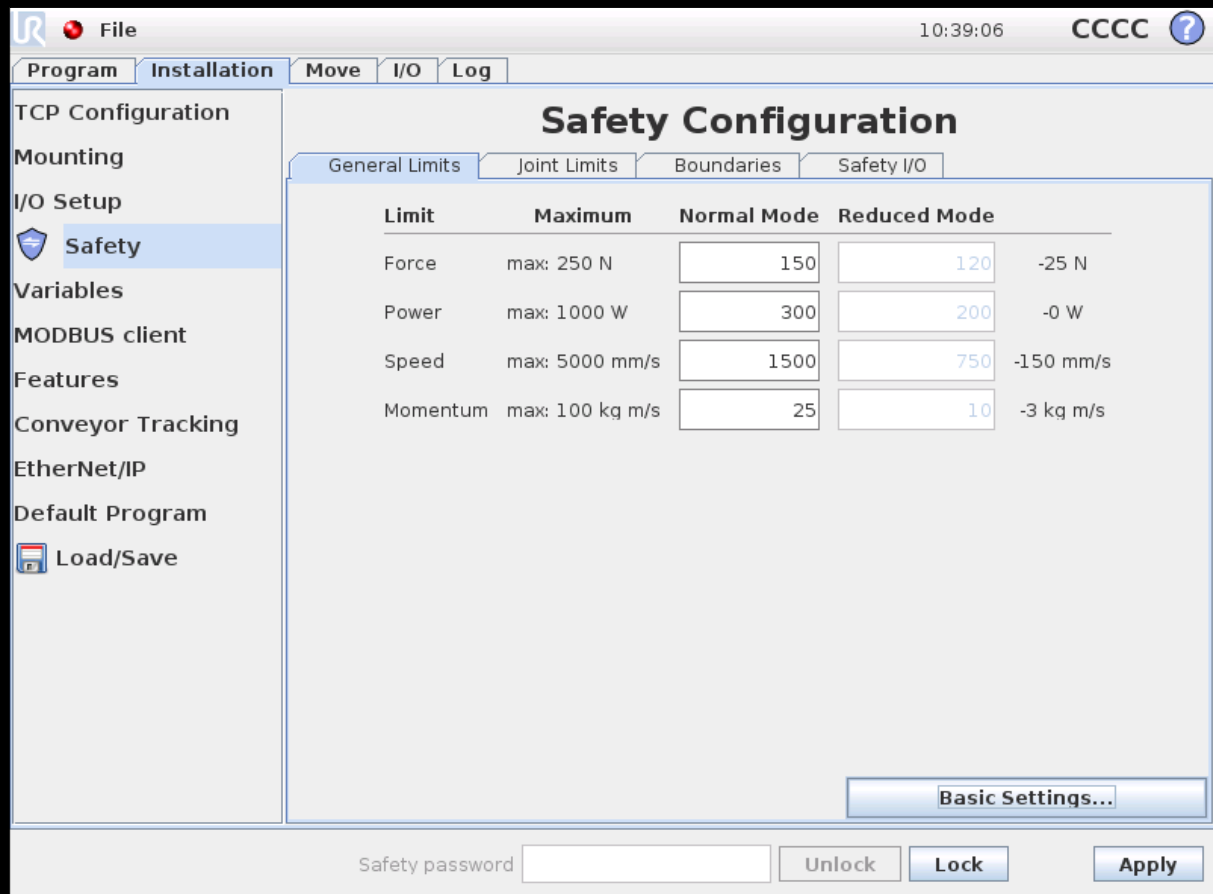 UR File 10:39:06 CCCC ?
Program Installation Move I/O Log
TCP Configuration
Mounting
I/O Setup
Safety
Variables
MODBUS client
Features
Conveyor Tracking
EtherNet/IP
Default Program
Load/Save
Safety Configuration
General Limits Joint Limits Boundaries Safety I/O
Limit Maximum Normal Mode Reduced Mode
Force max: 250 N 150 120 -25 N
Power max: 1000 W 300 200 -0 W
Speed max: 5000 mm/s 1500 750 -150 mm/s
Momentum max: 100 kg m/s 25 10 -3 kg m/s
Basic Settings...
Safety password Unlock Lock Apply